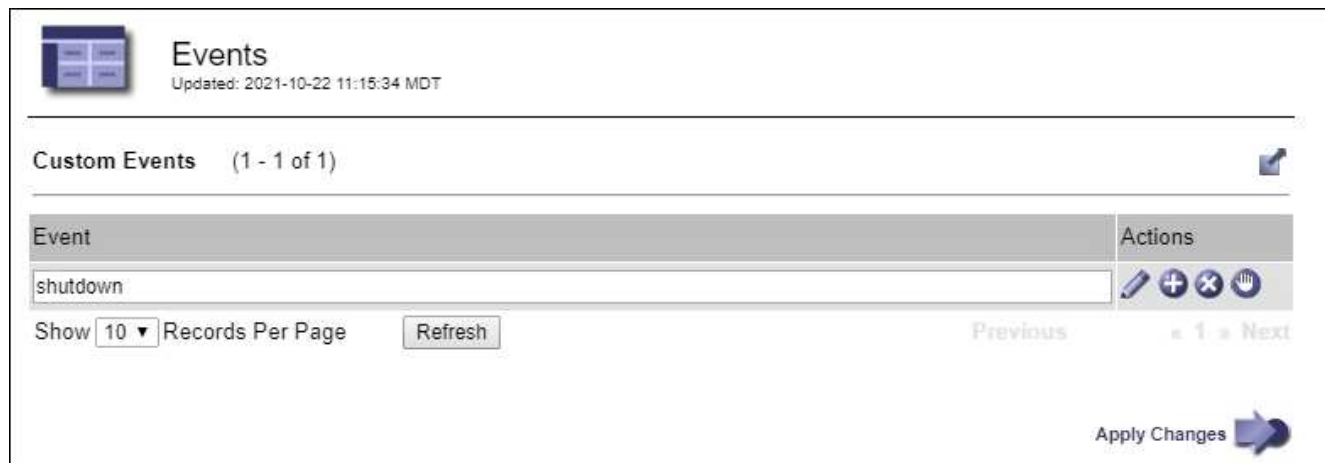 Events
Updated: 2021-10-22 11:15:34 MDT
Custom Events (1 - 1 of 1)
Event Actions
shutdown
Show 10 Records Per Page Refresh Previous « 1 » Next
Apply Changes